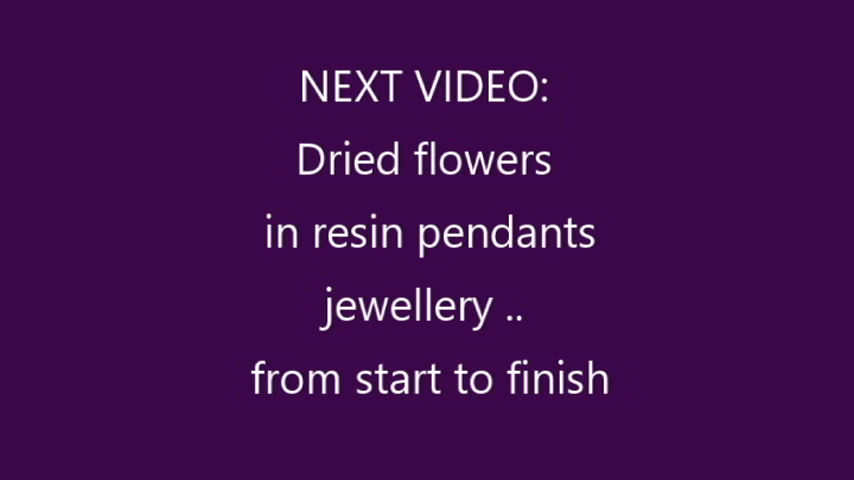 NEXT VIDEO:
Dried flowers
in resin pendants
jewellery ..
from start to finish